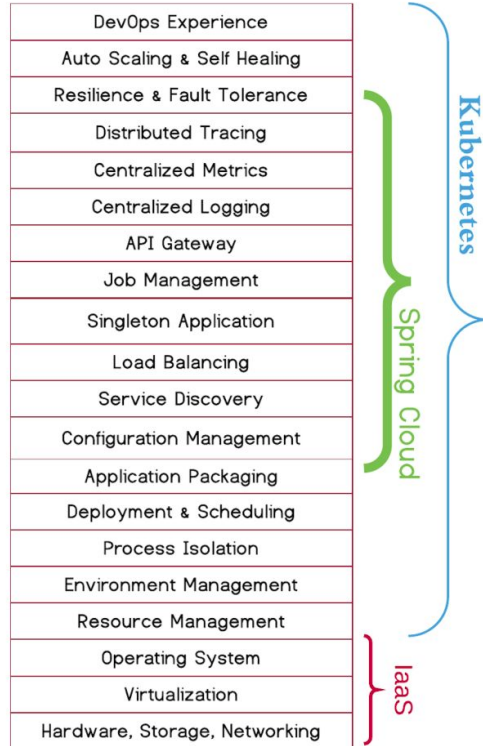 DevOps Experience
Auto Scaling & Self Healing
Resilience & Fault Tolerance
Distributed Tracing
Centralized Metrics
Centralized Logging
API Gateway
Job Management
Singleton Application
Load Balancing
Service Discovery
Configuration Management
Application Packaging
Deployment & Scheduling
Process Isolation
Environment Management
Resource Management
Operating System
Virtualization
Hardware, Storage, Networking
Spring Cloud
Kubernetes
IaaS